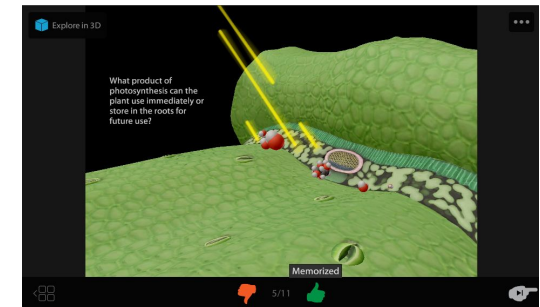 Explore in 3D
What product of
photosynthesis can the
plant use immediately or
store in the roots for
future use?
Memorized
5/11